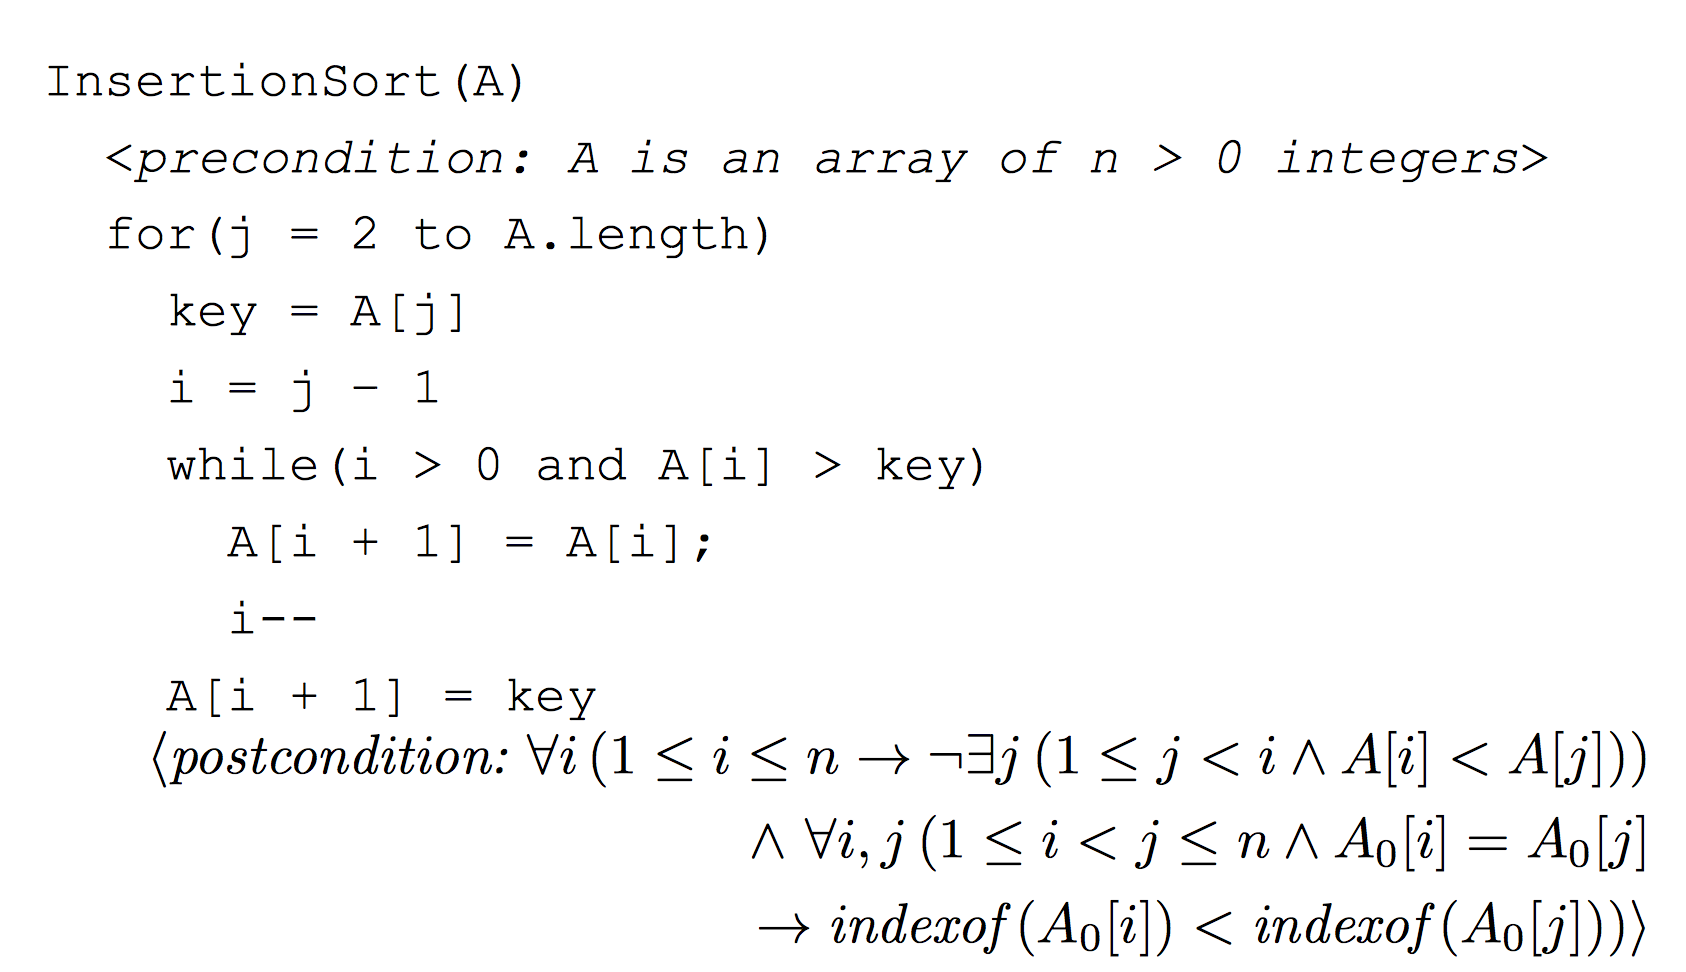 InsertionSort(A)
<precondition: A is an array of n > 0 integers>
for(j = 2 to A.length)
key = A[j]
i = j - 1
while(i > 0 and A[i] > key)
A[i + 1] = A[i];
i--
A[i + 1] = key
⟨postcondition: ∀i (1 ≤ i ≤ n → ¬∃j (1 ≤ j < i ∧ A[i] < A[j]))
∧ ∀i, j (1 ≤ i < j ≤ n ∧ A₀[i] = A₀[j]
→ indexof(A₀[i]) < indexof(A₀[j]))⟩